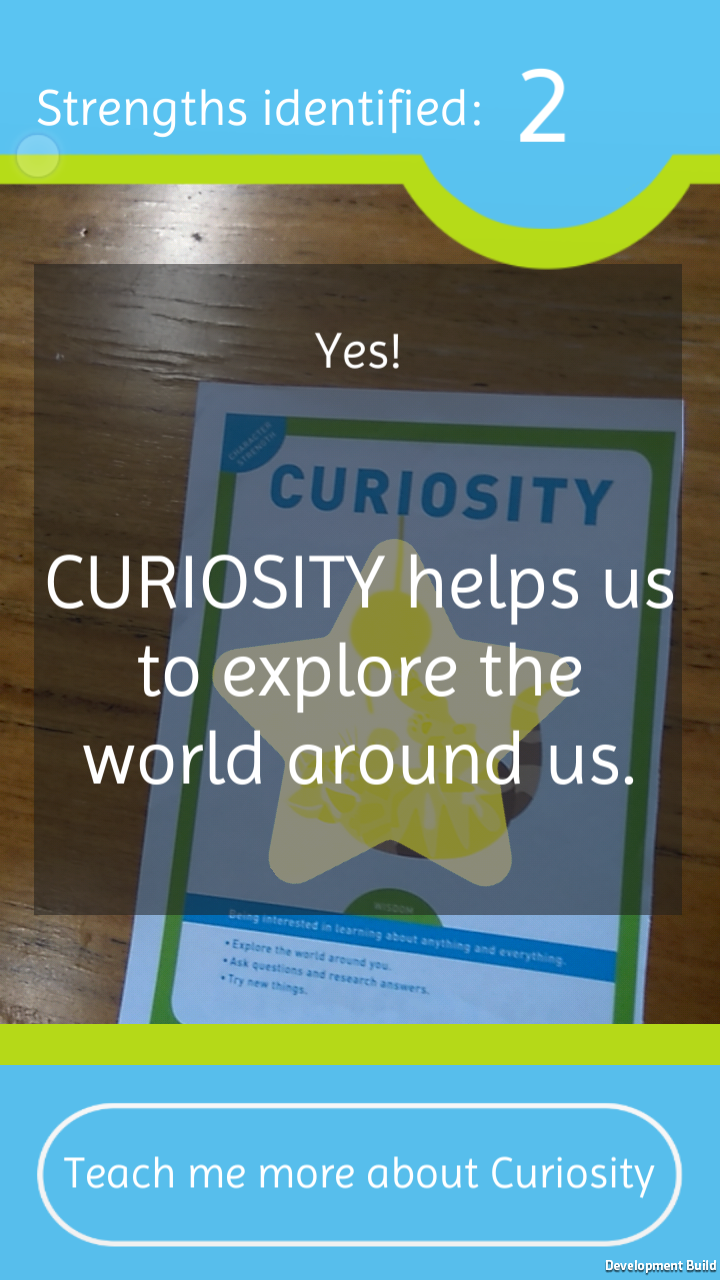 Strengths identified: 2
Yes!
CHARACTER
STRENGTH
CURIOSITY
CURIOSITY helps us
to explore the
world around us.
WISDOM
Being interested in learning about anything and everything.
• Explore the world around you.
• Ask questions and research answers.
• Try new things.
Teach me more about Curiosity
Development Build